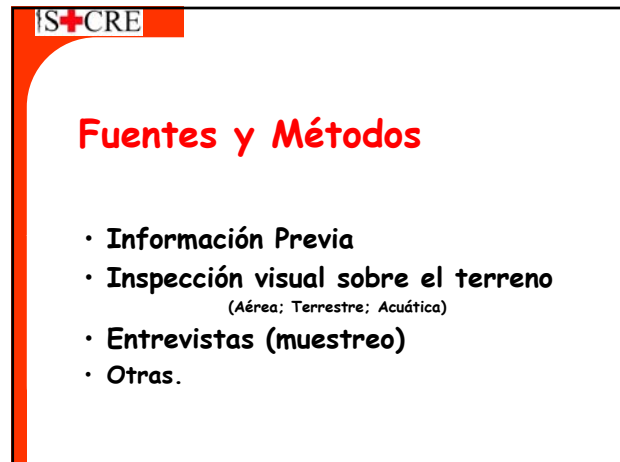 S+CRE
Fuentes y Métodos
· Información Previa
· Inspección visual sobre el terreno
(Aérea; Terrestre; Acuática)
· Entrevistas (muestreo)
· Otras.